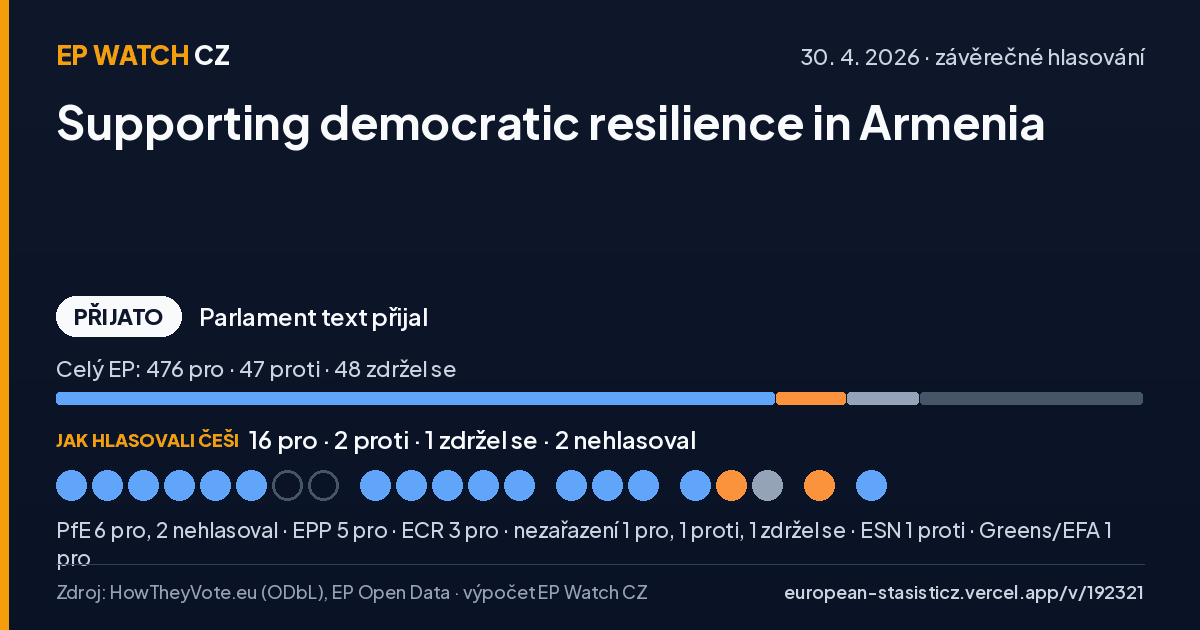 EP WATCH CZ
30. 4. 2026 · závěrečné hlasování
Supporting democratic resilience in Armenia
PŘIJATO Parlament text přijal
Celý EP: 476 pro · 47 proti · 48 zdržel se
JAK HLASOVALI ČEŠI 16 pro · 2 proti · 1 zdržel se · 2 nehlasoval
PfE 6 pro, 2 nehlasoval · EPP 5 pro · ECR 3 pro · nezařazení 1 pro, 1 proti, 1 zdržel se · ESN 1 proti · Greens/EFA 1
pro
Zdroj: HowTheyVote.eu (ODbL), EP Open Data · výpočet EP Watch CZ
european-stasisticz.vercel.app/v/192321